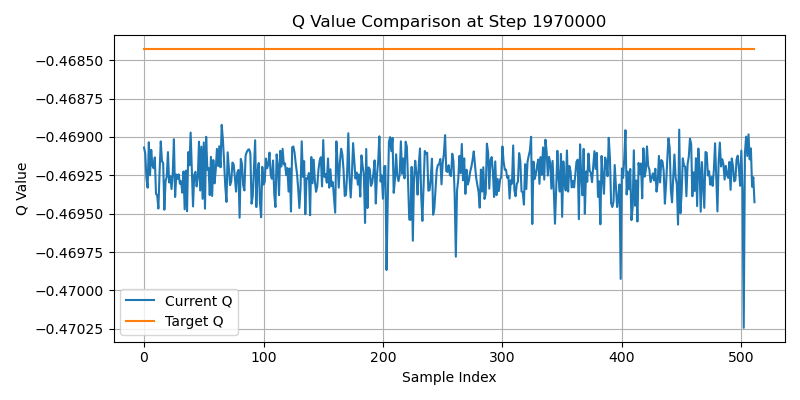 Q Value Comparison at Step 1970000
Q Value
−0.46850
−0.46875
−0.46900
−0.46925
−0.46950
−0.46975
−0.47000
−0.47025
Current Q
Target Q
0 100 200 300 400 500
Sample Index